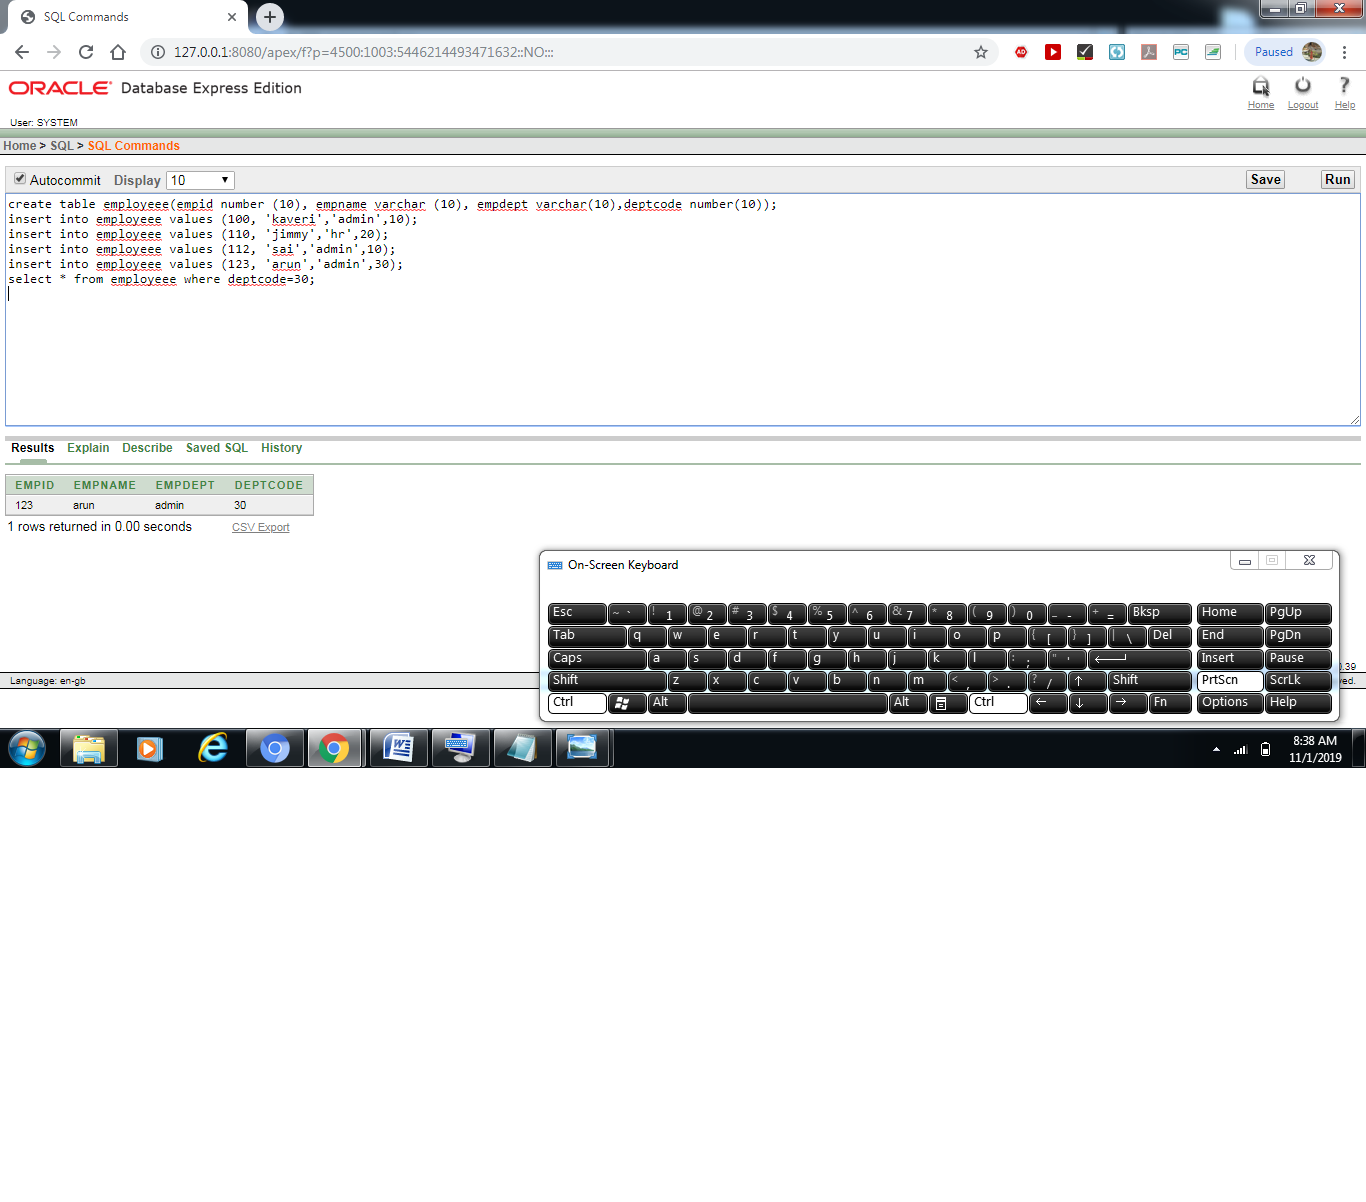 SQL Commands
127.0.0.1:8080/apex/f?p=4500:1003:5446214493471632::NO:::
Paused
ORACLE Database Express Edition
Home Logout Help
User: SYSTEM
Home > SQL > SQL Commands
Autocommit Display 10 Save Run
create table employeee(empid number (10), empname varchar (10), empdept varchar(10),deptcode number(10));
insert into employeee values (100, 'kaveri','admin',10);
insert into employeee values (110, 'jimmy','hr',20);
insert into employeee values (112, 'sai','admin',10);
insert into employeee values (123, 'arun','admin',30);
select * from employeee where deptcode=30;
Results Explain Describe Saved SQL History
EMPID EMPNAME EMPDEPT DEPTCODE
123 arun admin 30
1 rows returned in 0.00 seconds CSV Export
On-Screen Keyboard
Esc ~ ` ! 1 @ 2 # 3 $ 4 % 5 ^ 6 & 7 * 8 ( 9 ) 0 _ - + = Bksp Home PgUp
Tab q w e r t y u i o p { [ } ] | \ Del End PgDn
Caps a s d f g h j k l : ; " ' Insert Pause
Shift z x c v b n m < , > . ? / ↑ Shift PrtScn ScrLk
Ctrl Alt Alt Ctrl ← ↓ → Fn Options Help
.39
Language: en-gb
ved.
8:38 AM
11/1/2019